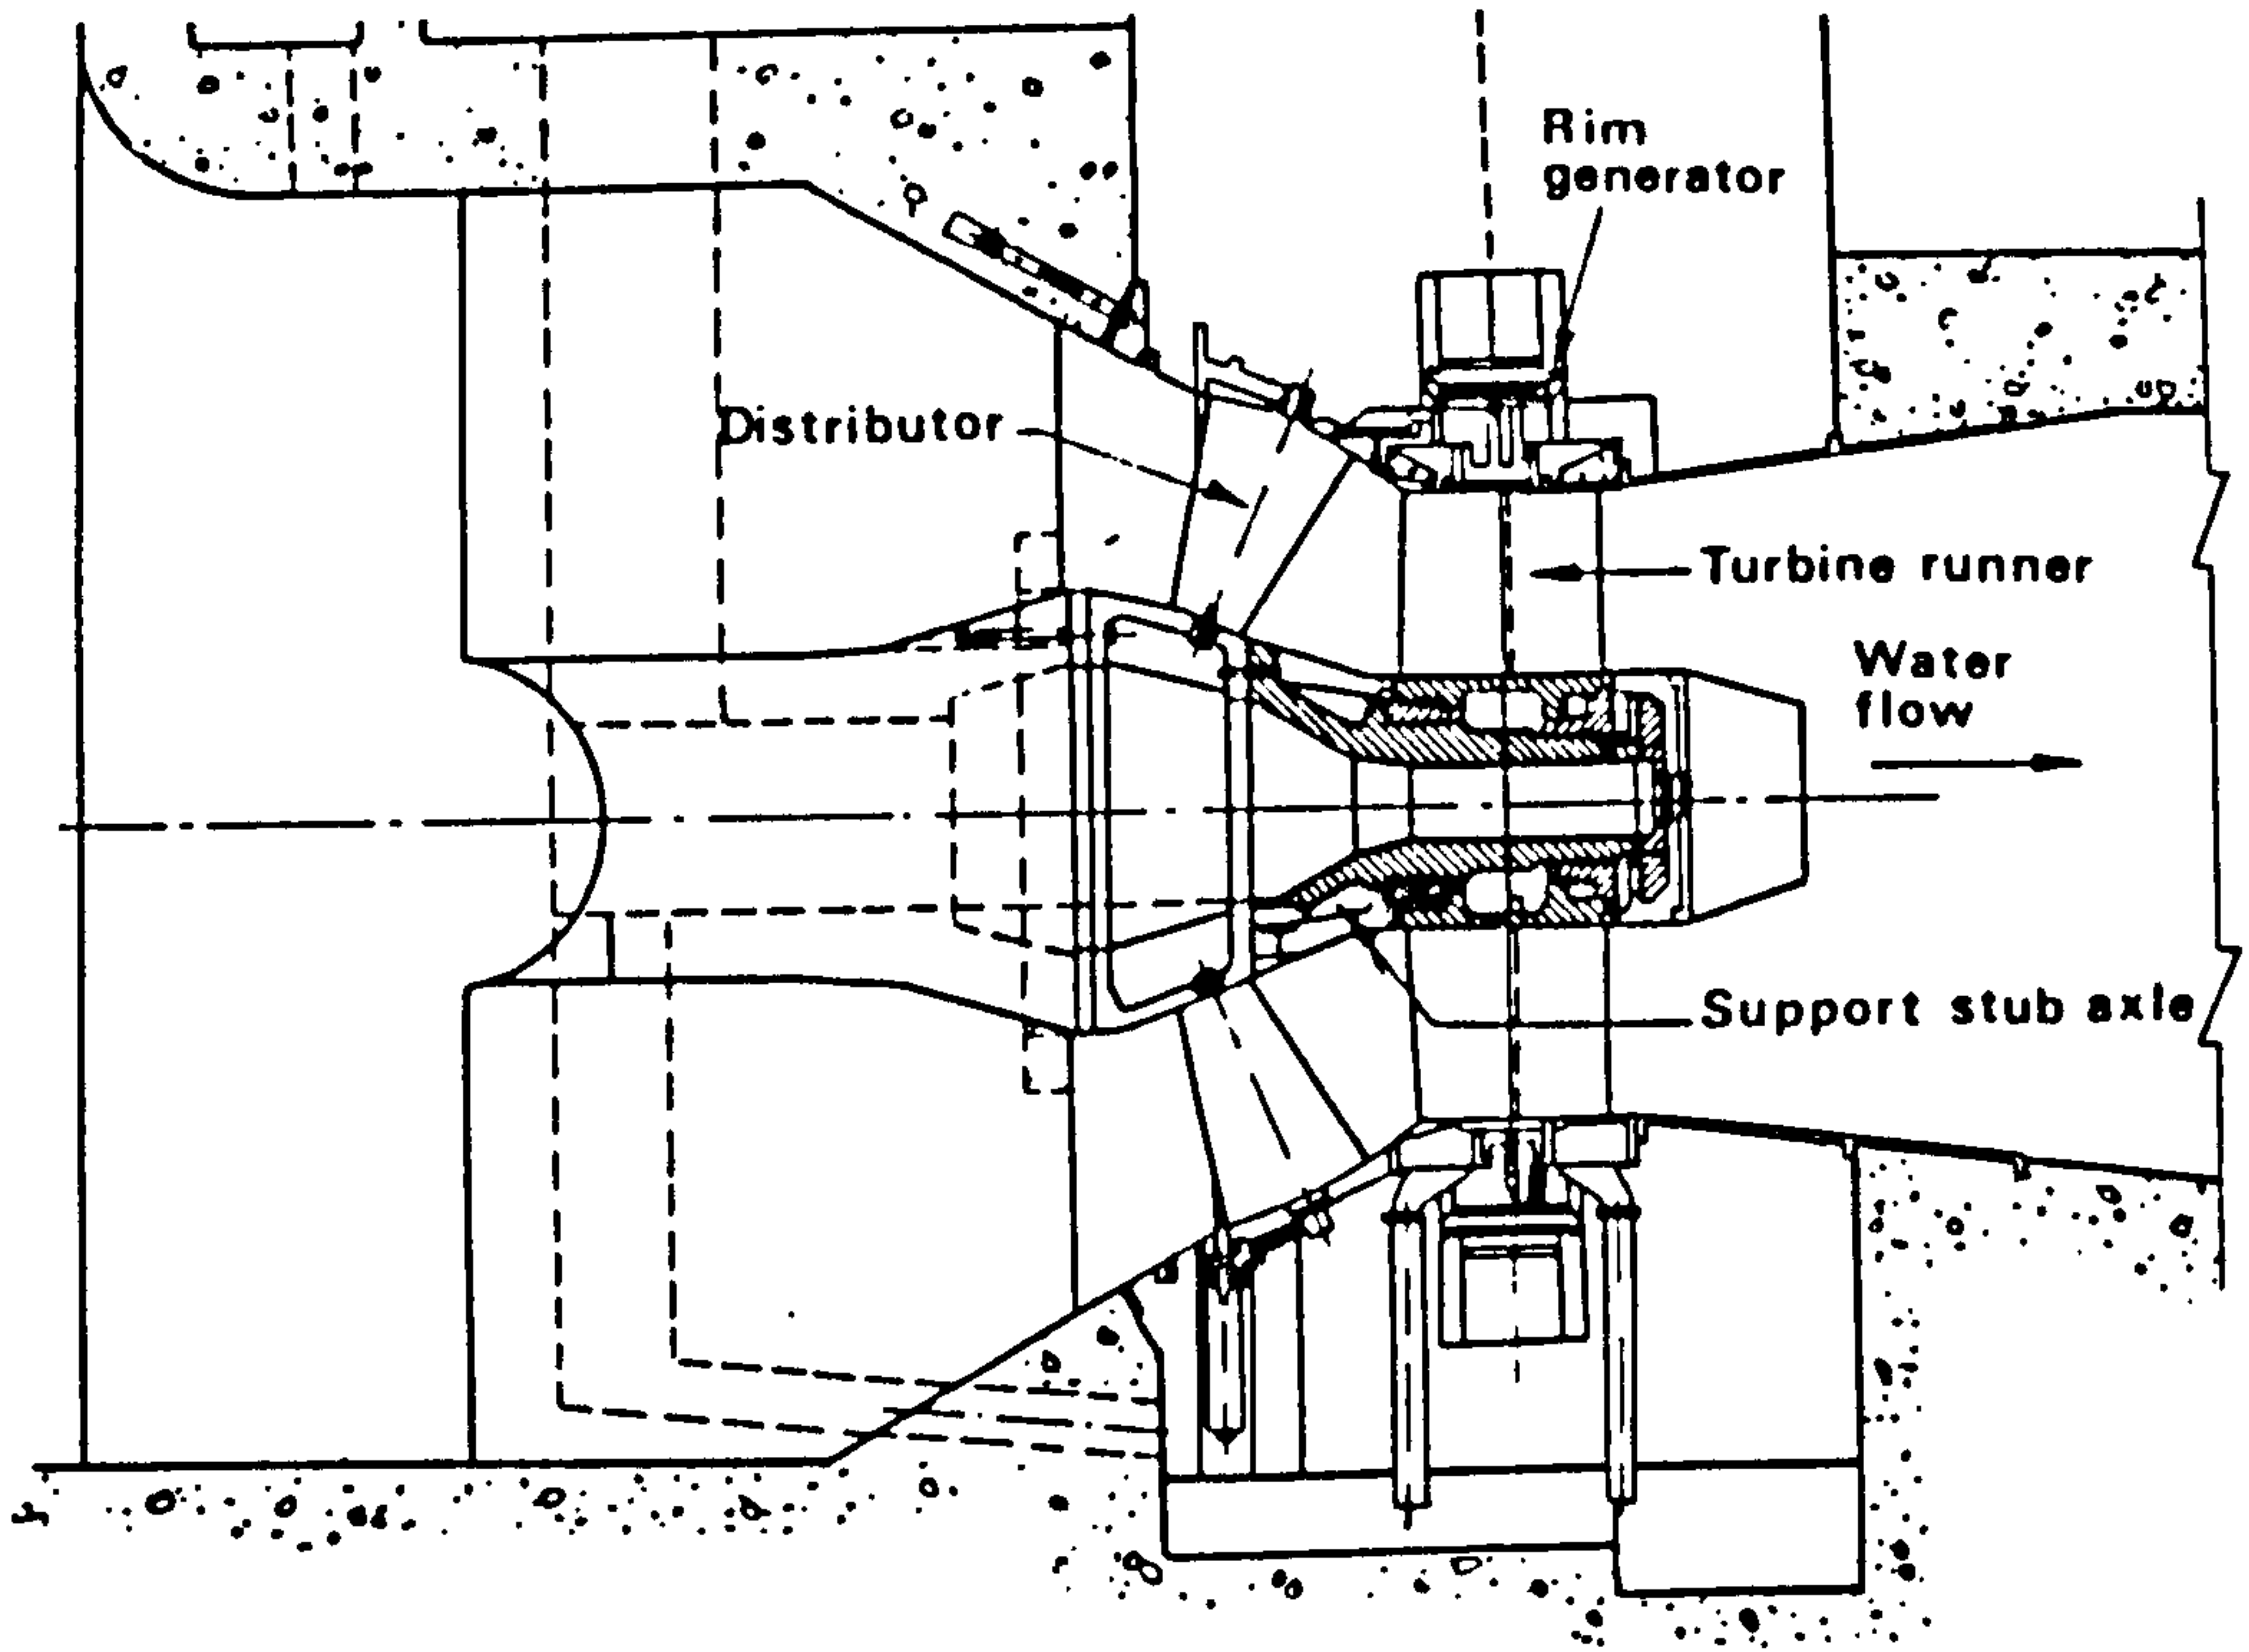 Rim
generator
Distributor
Turbine runner
Water
flow
Support stub axle